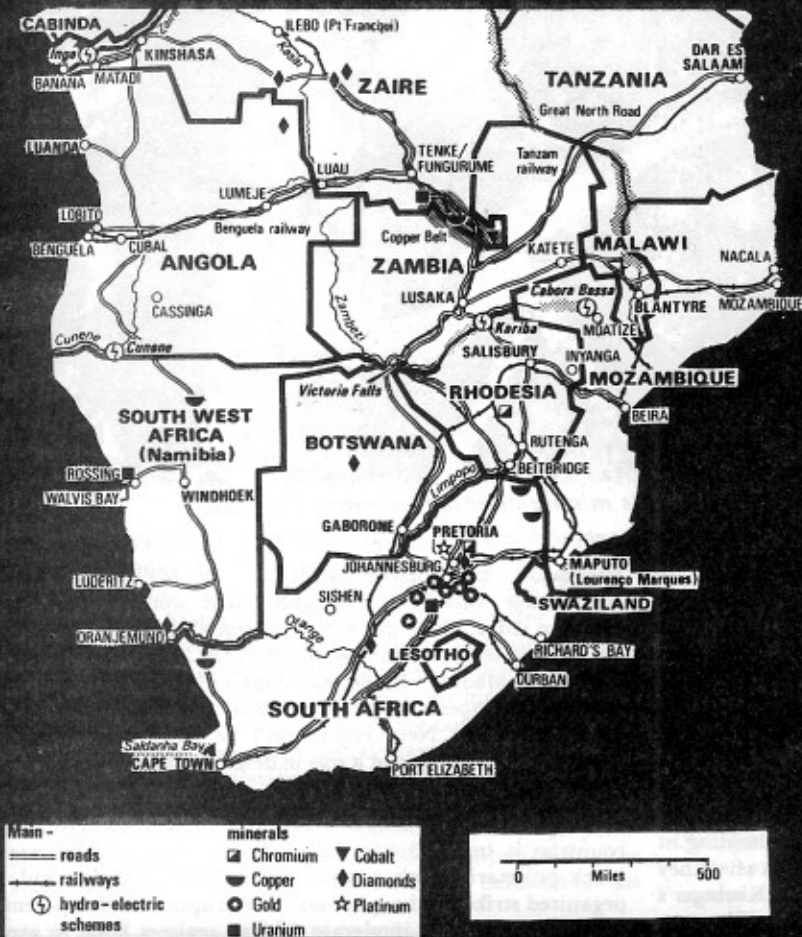 CABINDA
ILEBO (Pt Francqui)
Zaire
Inga
KINSHASA
Kasai
DAR ES
SALAAM
BANANA
MATADI
ZAIRE
TANZANIA
Great North Road
LUANDA
TENKE/
FUNGURUME
Tanzam
railway
LUAU
LUMEJE
LOBITO
Benguela railway
Copper Belt
BENGUELA
CUBAL
KATETE
MALAWI
NACALA
ANGOLA
ZAMBIA
Cabora Bassa
CASSINGA
Zambezi
LUSAKA
BLANTYRE
MOZAMBIQUE
Kariba
MOATIZE
Cunene
Cunene
SALISBURY
INYANGA
Victoria Falls
MOZAMBIQUE
RHODESIA
SOUTH WEST
AFRICA
(Namibia)
BOTSWANA
BEIRA
RUTENGA
BEITBRIDGE
ROSSING
Limpopo
WALVIS BAY
WINDHOEK
GABORONE
PRETORIA
JOHANNESBURG
MAPUTO
(Lourenço Marques)
LUDERITZ
SISHEN
SWAZILAND
ORANJEMUND
Orange
RICHARD'S BAY
LESOTHO
DURBAN
SOUTH AFRICA
Saldanha Bay
CAPE TOWN
PORT ELIZABETH
Main -
roads
railways
hydro-electric
schemes
minerals
Chromium
Copper
Gold
Uranium
Cobalt
Diamonds
Platinum
0 Miles 500